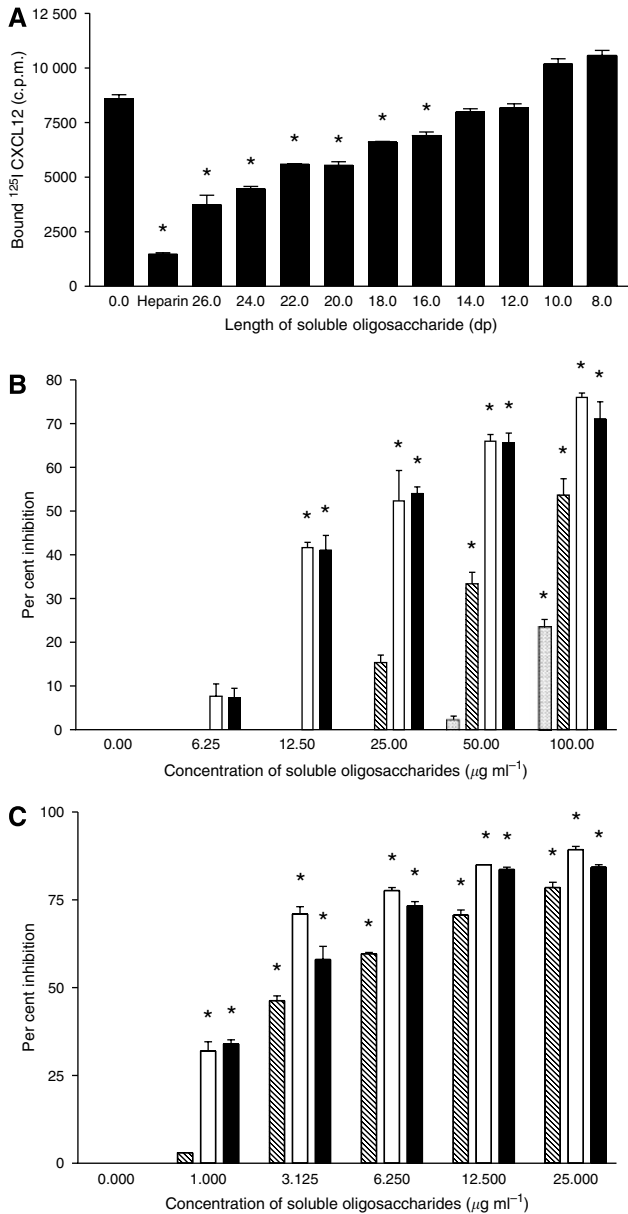 A
12 500
10 000
7500
5000
2500
0
Bound ¹²⁵I CXCL12 (c.p.m.)
* * * * * * *
0.0 Heparin 26.0 24.0 22.0 20.0 18.0 16.0 14.0 12.0 10.0 8.0
Length of soluble oligosaccharide (dp)
B
80
70
60
50
40
30
20
10
0
Per cent inhibition
* * * * * * * * * * * *
0.00 6.25 12.50 25.00 50.00 100.00
Concentration of soluble oligosaccharides (μg ml⁻¹)
C
100
75
50
25
0
Per cent inhibition
* * * * * * * * * * * * * *
0.000 1.000 3.125 6.250 12.500 25.000
Concentration of soluble oligosaccharides (μg ml⁻¹)